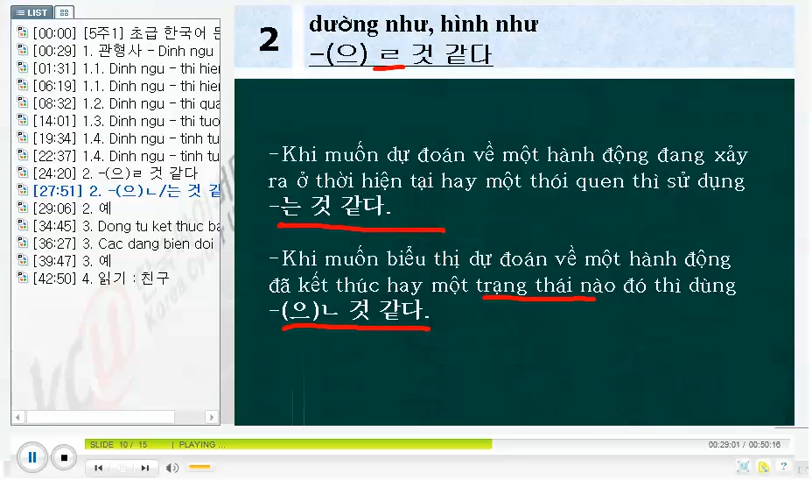 LIST
[00:00] [5주1] 초급 한국어 문
[00:29] 1. 관형사 - Dinh ngu
[01:31] 1.1. Dinh ngu - thi hien
[06:19] 1.1. Dinh ngu - thi hien
[08:32] 1.2. Dinh ngu - thi qua
[14:01] 1.3. Dinh ngu - thi tuo
[19:34] 1.4. Dinh ngu - tinh tu
[22:37] 1.4. Dinh ngu - tinh tu
[24:20] 2. -(으)ㄹ 것 같다
[27:51] 2. -(으)ㄴ/는 것 같
[29:06] 2. 예
[34:45] 3. Dong tu ket thuc ba
[36:27] 3. Cac dang bien doi
[39:47] 3. 예
[42:50] 4. 읽기 : 친구
2
dường như, hình như
-(으) ㄹ 것 같다
-Khi muốn dự đoán về một hành động đang xảy
ra ở thời hiện tại hay một thói quen thì sử dụng
-는 것 같다.
-Khi muốn biểu thị dự đoán về một hành động
đã kết thúc hay một trạng thái nào đó thì dùng
-(으)ㄴ 것 같다.
SLIDE 10 / 15 | PLAYING ...
00:29:01 / 00:50:16